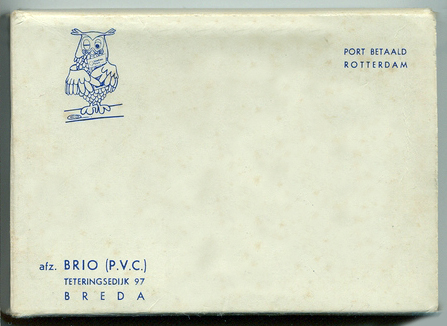 PORT BETAALD
ROTTERDAM
afz. BRIO (P.V.C.)
TETERINGSEDIJK 97
BREDA